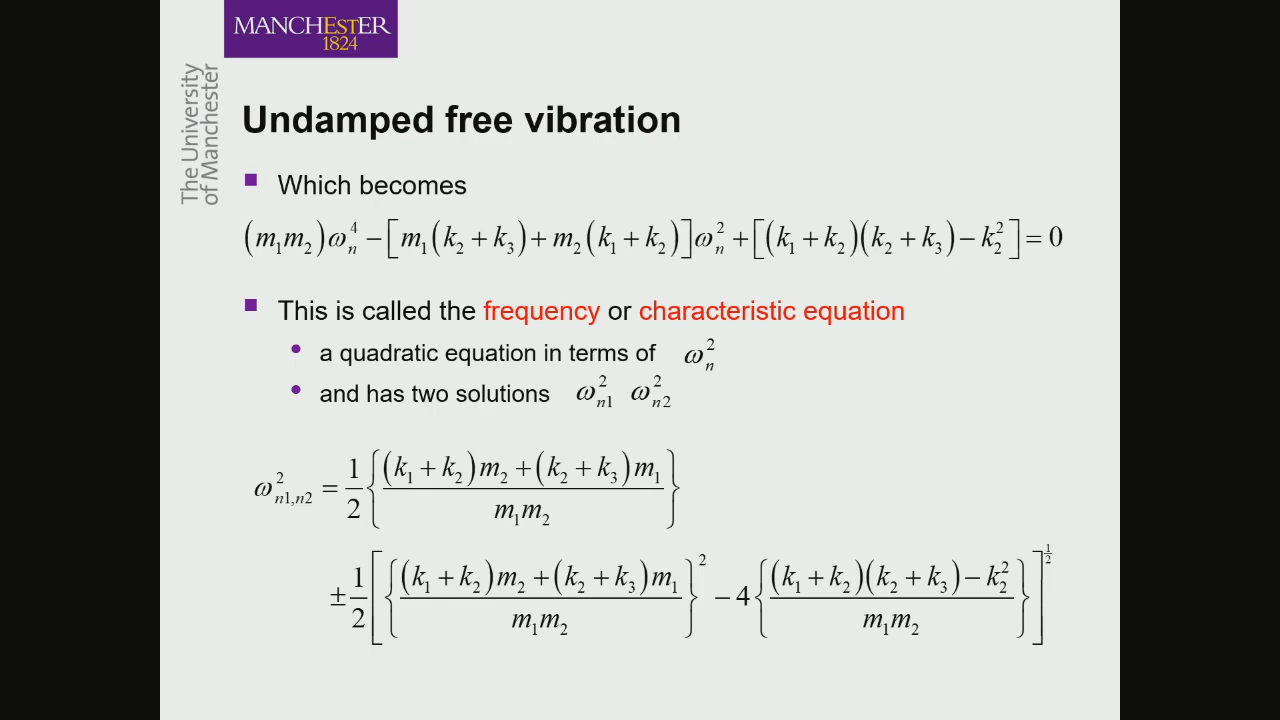 MANCHESTER
1824
The University
of Manchester
Undamped free vibration
Which becomes
(m₁m₂)ωₙ⁴ − [m₁(k₂ + k₃) + m₂(k₁ + k₂)]ωₙ² + [(k₁ + k₂)(k₂ + k₃) − k₂²] = 0
This is called the frequency or characteristic equation
a quadratic equation in terms of ωₙ²
and has two solutions ωₙ₁² ωₙ₂²
ωₙ₁,ₙ₂² = 1/2 {((k₁ + k₂)m₂ + (k₂ + k₃)m₁)/(m₁m₂)}
± 1/2 [{((k₁ + k₂)m₂ + (k₂ + k₃)m₁)/(m₁m₂)}² − 4{((k₁ + k₂)(k₂ + k₃) − k₂²)/(m₁m₂)}]^(1/2)